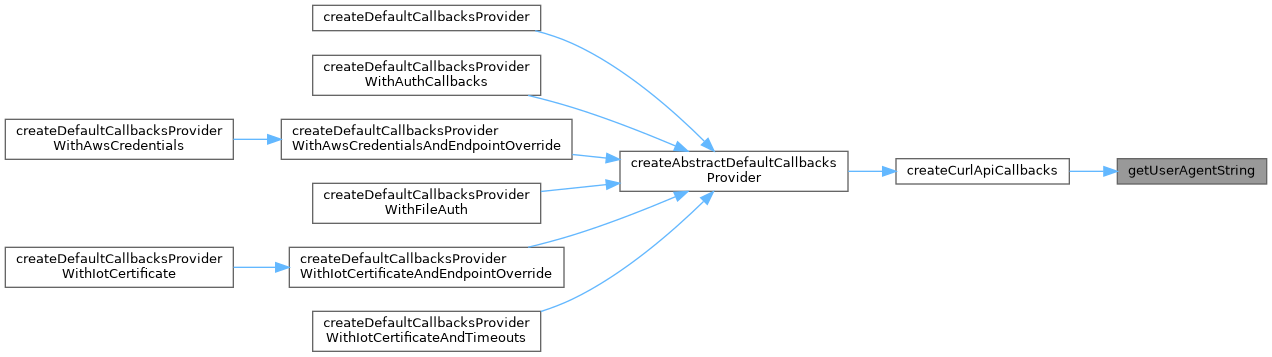 createDefaultCallbacksProvider
createDefaultCallbacksProvider
WithAuthCallbacks
createDefaultCallbacksProvider
WithAwsCredentials
createDefaultCallbacksProvider
WithAwsCredentialsAndEndpointOverride
createAbstractDefaultCallbacks
Provider
createCurlApiCallbacks
getUserAgentString
createDefaultCallbacksProvider
WithFileAuth
createDefaultCallbacksProvider
WithIotCertificate
createDefaultCallbacksProvider
WithIotCertificateAndEndpointOverride
createDefaultCallbacksProvider
WithIotCertificateAndTimeouts